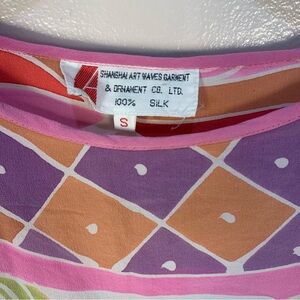 SHANGHAI ART WAVES GARMENT
& ORNAMENT CO. LTD.
100% SILK
S